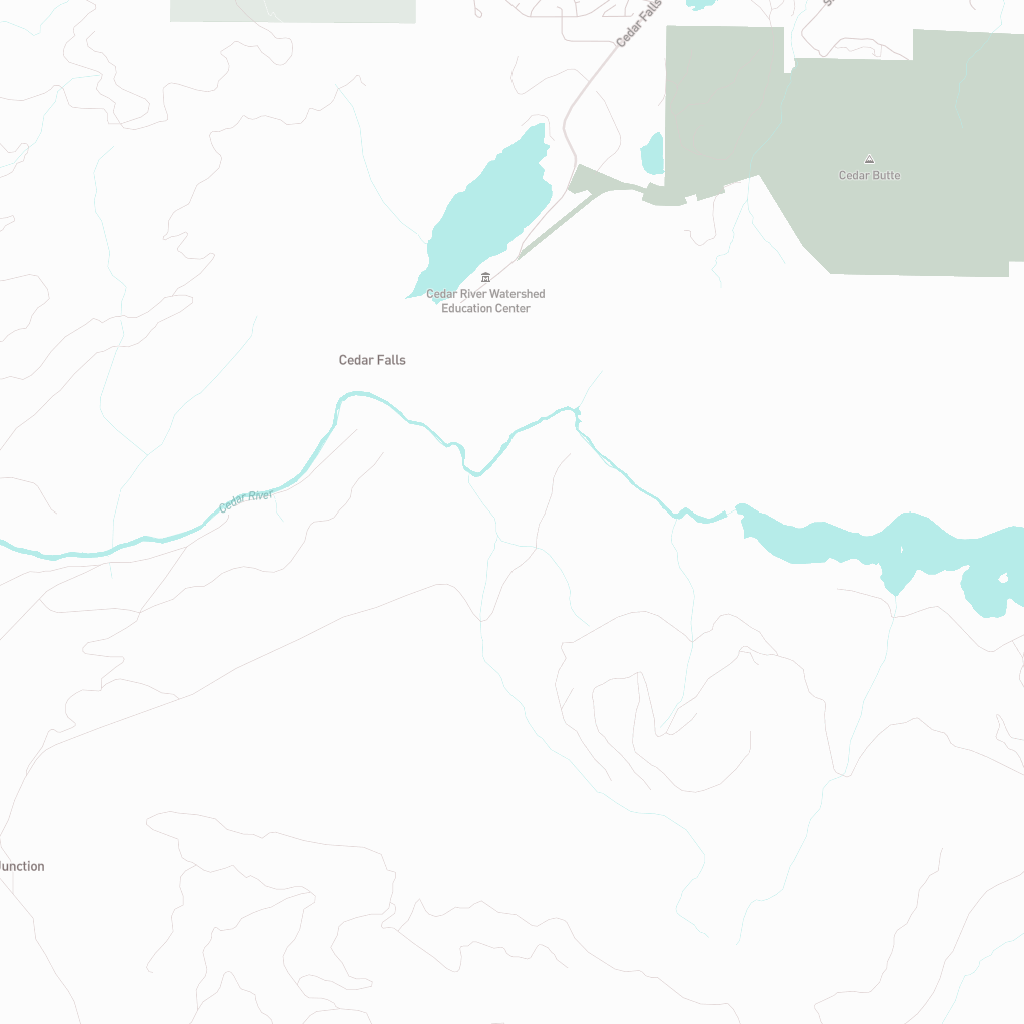 Cedar Falls
Cedar Butte
Cedar River Watershed
Education Center
Cedar Falls
Cedar River
Junction